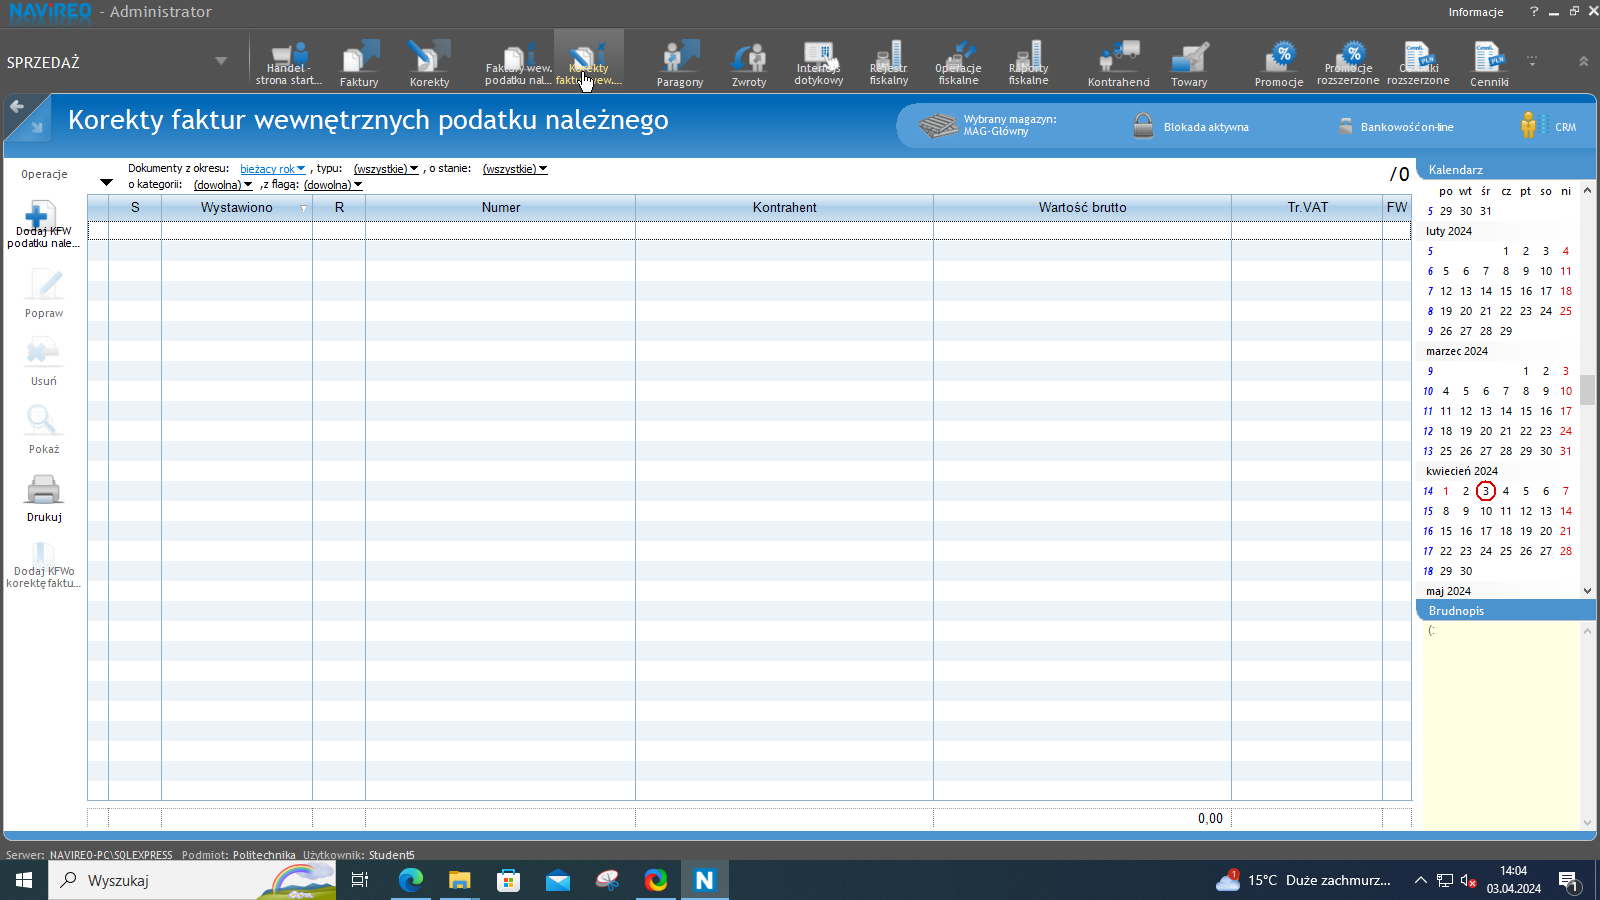 NAVIREO - Administrator
Informacje
?
SPRZEDAŻ
Handel -
strona start...
Faktury
Korekty
Faktury wew.
podatku nal...
Korekty
faktur wew....
Paragony
Zwroty
Interfejs
dotykowy
Rejestr
fiskalny
Operacje
fiskalne
Raporty
fiskalne
Kontrahenci
Towary
Promocje
Promocje
rozszerzone
Cenniki
rozszerzone
Cenniki
Korekty faktur wewnętrznych podatku należnego
Wybrany magazyn:
MAG-Główny
Blokada aktywna
Bankowość on-line
CRM
Operacje
Dokumenty z okresu: bieżący rok , typu: (wszystkie) , o stanie: (wszystkie)
o kategorii: (dowolna) ,z flagą: (dowolna)
/0
S Wystawiono R Numer Kontrahent Wartość brutto Tr.VAT FW
Dodaj KFW
podatku nale...
Popraw
Usuń
Pokaż
Drukuj
Dodaj KFWo
korektę faktu...
0,00
Kalendarz
po wt śr cz pt so ni
5 29 30 31
luty 2024
5 1 2 3 4
6 5 6 7 8 9 10 11
7 12 13 14 15 16 17 18
8 19 20 21 22 23 24 25
9 26 27 28 29
marzec 2024
9 1 2 3
10 4 5 6 7 8 9 10
11 11 12 13 14 15 16 17
12 18 19 20 21 22 23 24
13 25 26 27 28 29 30 31
kwiecień 2024
14 1 2 3 4 5 6 7
15 8 9 10 11 12 13 14
16 15 16 17 18 19 20 21
17 22 23 24 25 26 27 28
18 29 30
maj 2024
Brudnopis
(:
Serwer: NAVIREO-PC\SQLEXPRESS Podmiot: Politechnika Użytkownik: Student5
Wyszukaj
N
1
15°C Duże zachmurz...
14:04
03.04.2024
1